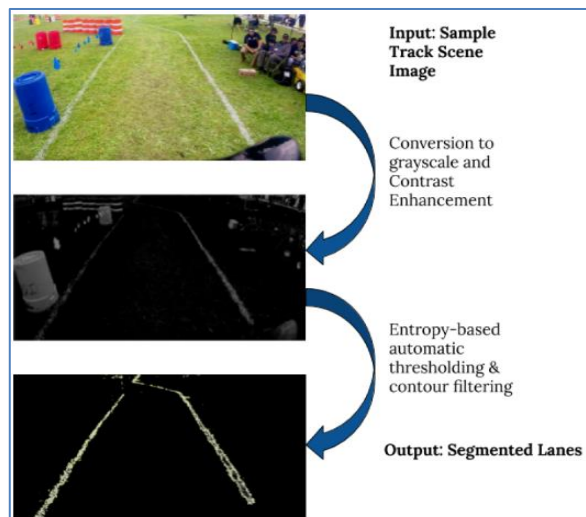 Input: Sample
Track Scene
Image
Conversion to
grayscale and
Contrast
Enhancement
Entropy-based
automatic
thresholding &
contour filtering
Output: Segmented Lanes